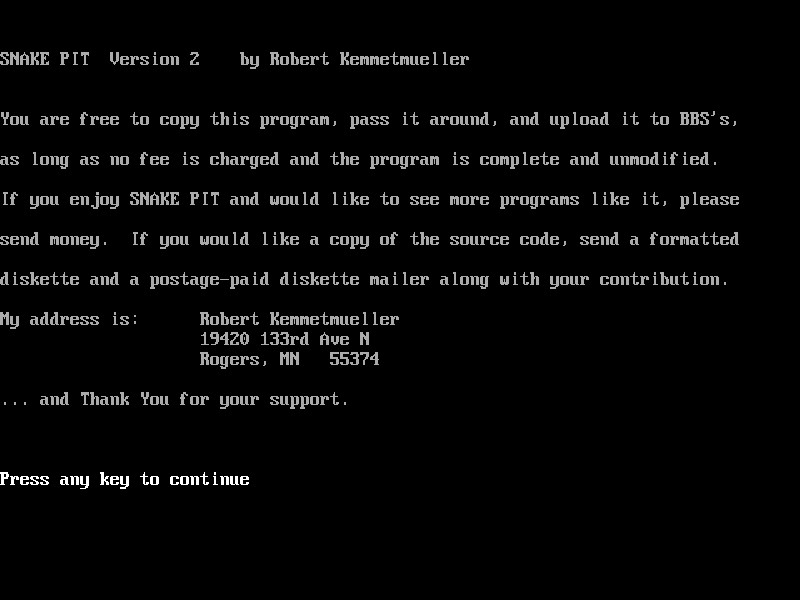 SNAKE PIT  Version 2    by Robert Kemmetmueller
You are free to copy this program, pass it around, and upload it to BBS's,
as long as no fee is charged and the program is complete and unmodified.
If you enjoy SNAKE PIT and would like to see more programs like it, please
send money.  If you would like a copy of the source code, send a formatted
diskette and a postage-paid diskette mailer along with your contribution.
My address is:      Robert Kemmetmueller
19420 133rd Ave N
Rogers, MN   55374
... and Thank You for your support.
Press any key to continue